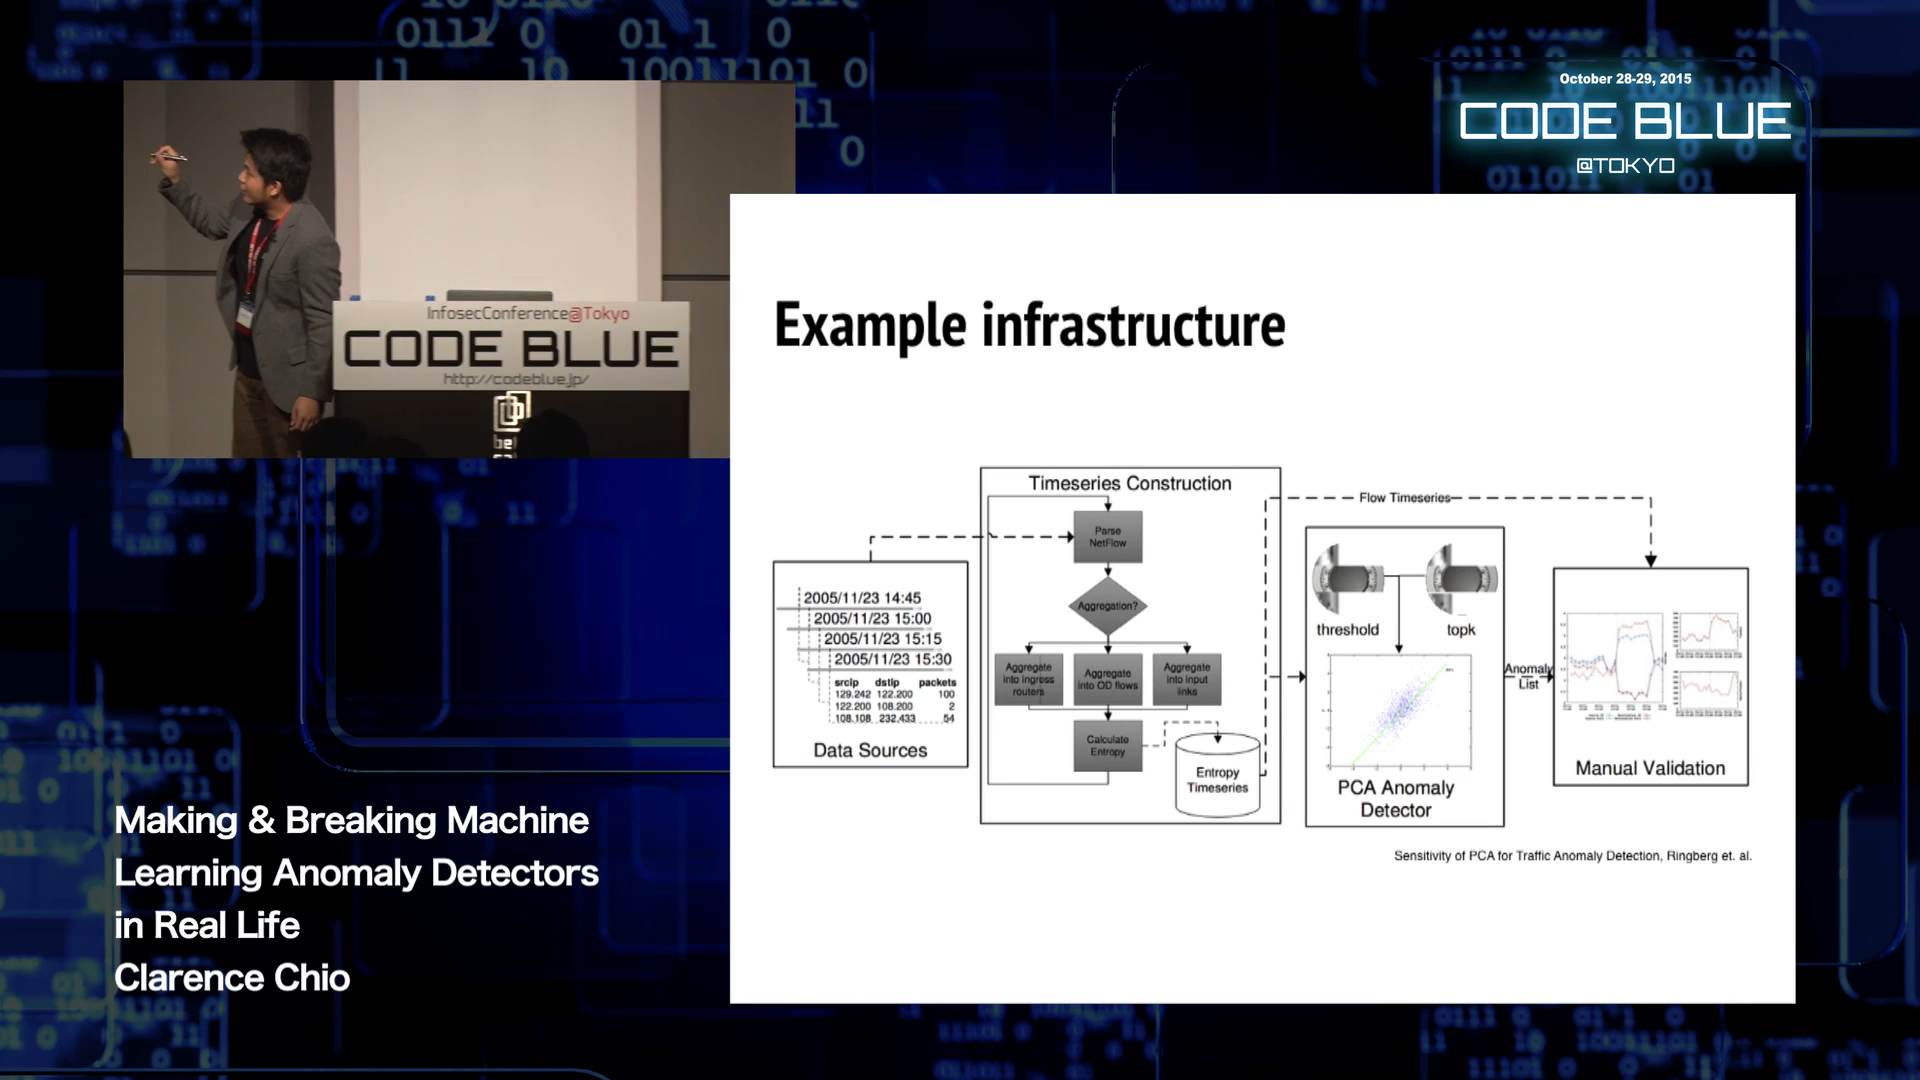 October 28-29, 2015
CODE BLUE
@TOKYO
InfosecConference@Tokyo
CODE BLUE
http://codeblue.jp/
Example infrastructure
Timeseries Construction
Flow Timeseries
Parse
NetFlow
Aggregation?
Aggregate
into ingress
routers
Aggregate
into OD flows
Aggregate
into input
links
Calculate
Entropy
Entropy
Timeseries
2005/11/23 14:45
2005/11/23 15:00
2005/11/23 15:15
2005/11/23 15:30
srcip dstip packets
129.242 122.200 100
122.200 108.200 2
108.108 232.433 54
Data Sources
threshold
topk
PCA Anomaly
Detector
Anomaly
List
Manual Validation
Sensitivity of PCA for Traffic Anomaly Detection, Ringberg et. al.
Making & Breaking Machine
Learning Anomaly Detectors
in Real Life
Clarence Chio